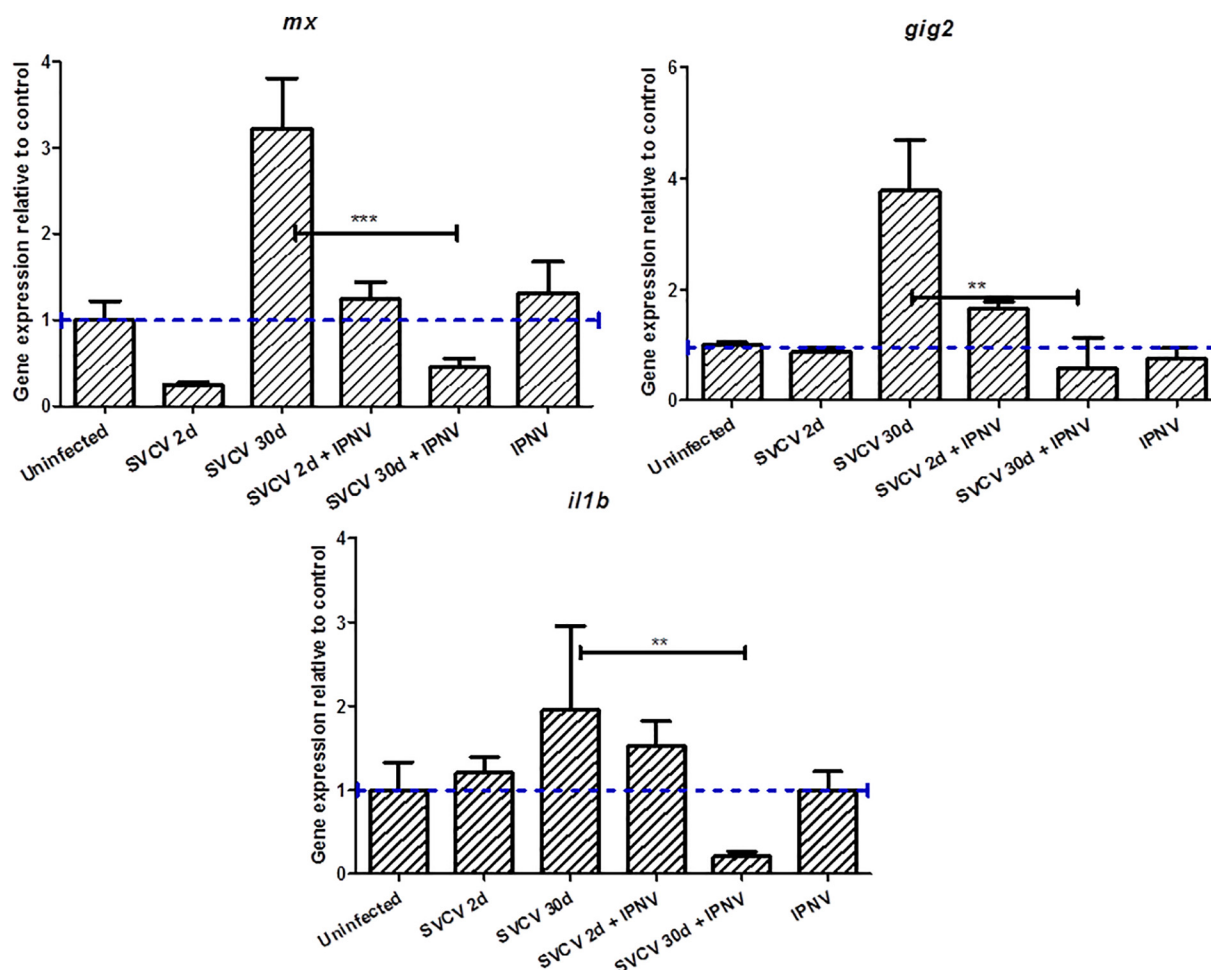 mx
Gene expression relative to control
4
3
2
1
0
***
Uninfected
SVCV 2d
SVCV 30d
SVCV 2d + IPNV
SVCV 30d + IPNV
IPNV
gig2
Gene expression relative to control
6
4
2
0
**
Uninfected
SVCV 2d
SVCV 30d
SVCV 2d + IPNV
SVCV 30d + IPNV
IPNV
il1b
Gene expression relative to control
4
3
2
1
0
**
Uninfected
SVCV 2d
SVCV 30d
SVCV 2d + IPNV
SVCV 30d + IPNV
IPNV